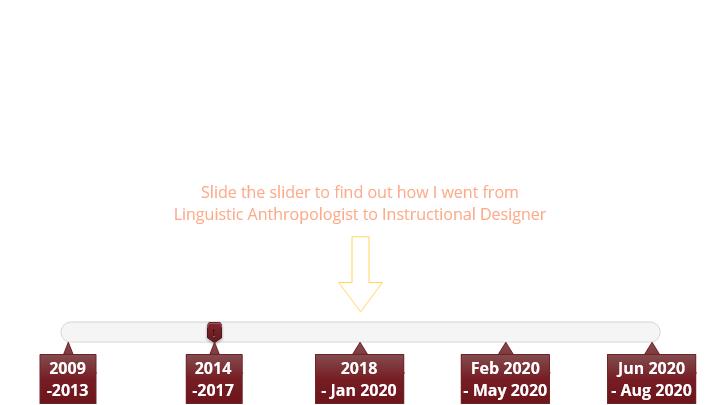 Slide the slider to find out how I went from
Linguistic Anthropologist to Instructional Designer
2009
-2013
2014
-2017
2018
- Jan 2020
Feb 2020
- May 2020
Jun 2020
- Aug 2020